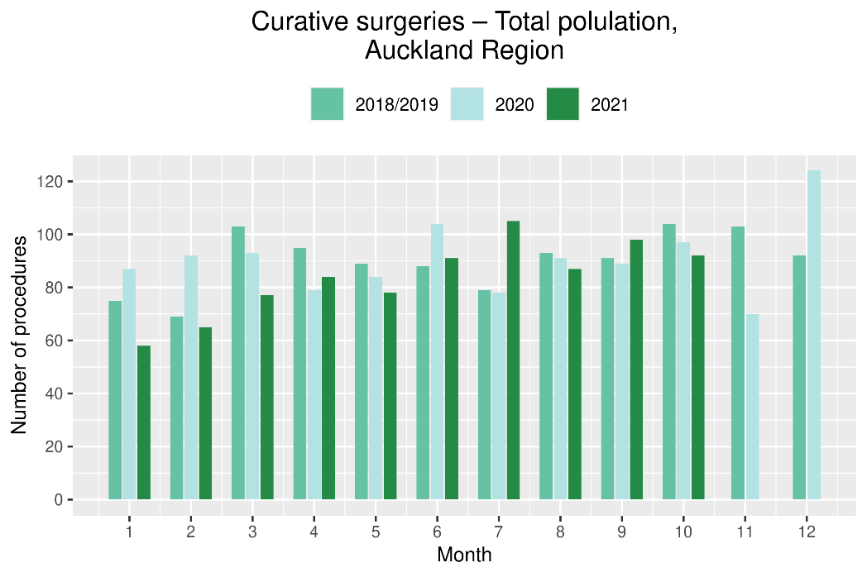 Curative surgeries – Total polulation,
Auckland Region
2018/2019 2020 2021
Number of procedures
120
100
80
60
40
20
0
1 2 3 4 5 6 7 8 9 10 11 12
Month